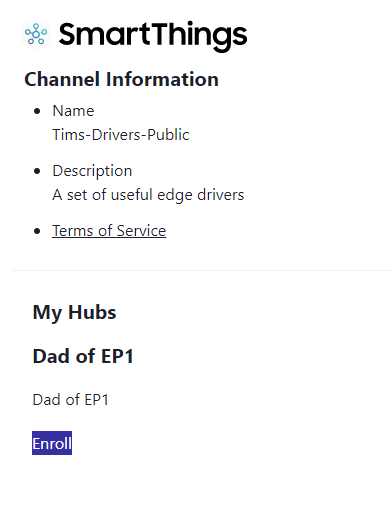 SmartThings
Channel Information
Name
Tims-Drivers-Public
Description
A set of useful edge drivers
Terms of Service
My Hubs
Dad of EP1
Dad of EP1
Enroll